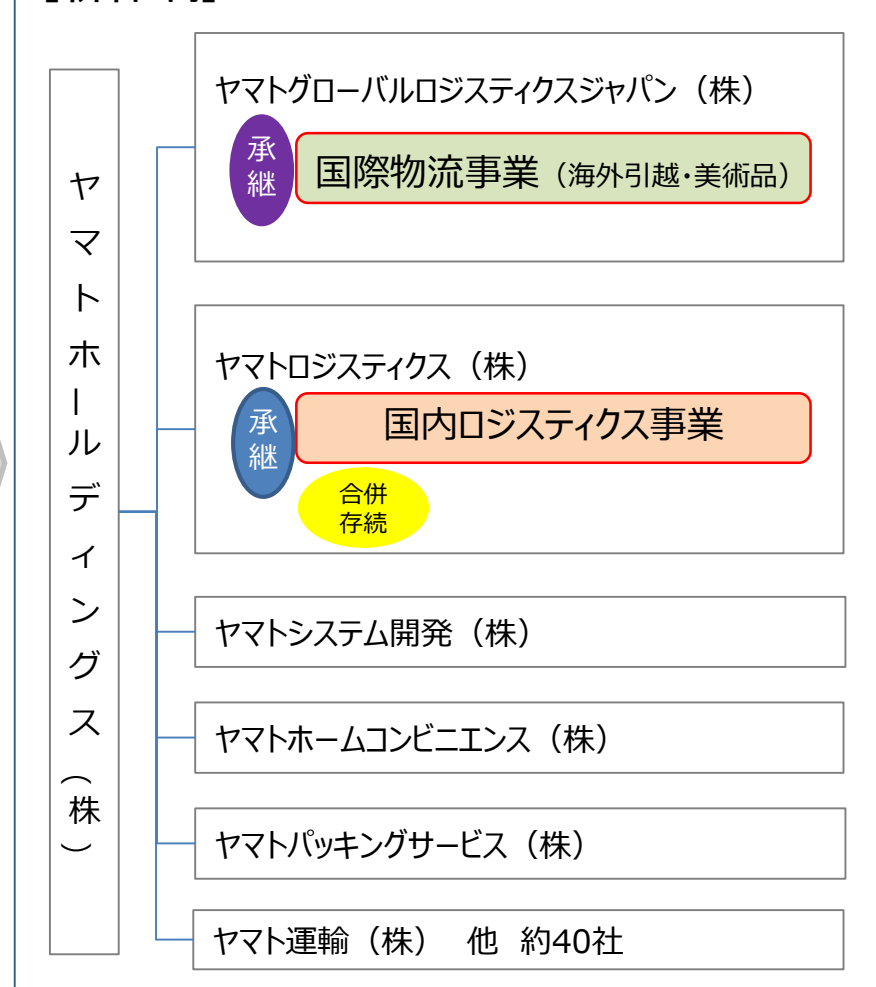 ヤマトホールディングス（株）
ヤマトグローバルロジスティクスジャパン（株）
承継
国際物流事業（海外引越・美術品）
ヤマトロジスティクス（株）
承継
国内ロジスティクス事業
合併
存続
ヤマトシステム開発（株）
ヤマトホームコンビニエンス（株）
ヤマトパッキングサービス（株）
ヤマト運輸（株）　他 約40社